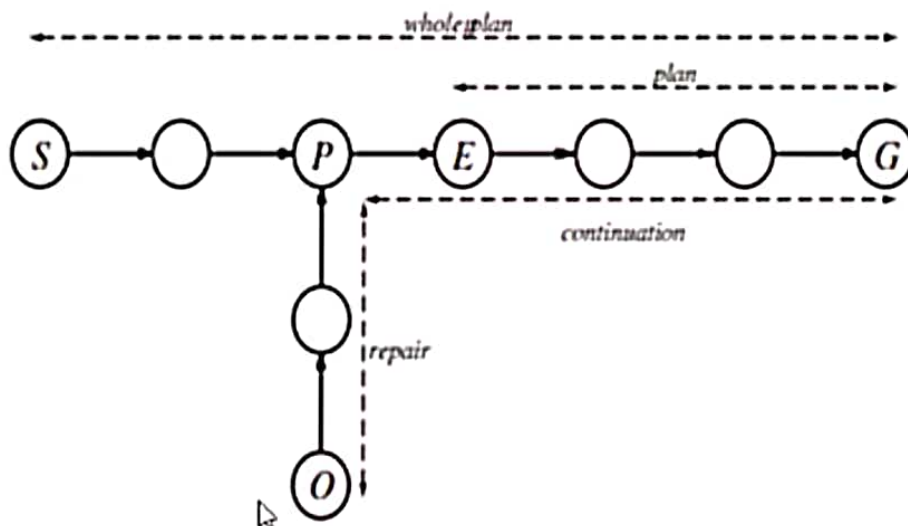 whole plan
plan
S P E G
continuation
repair
O